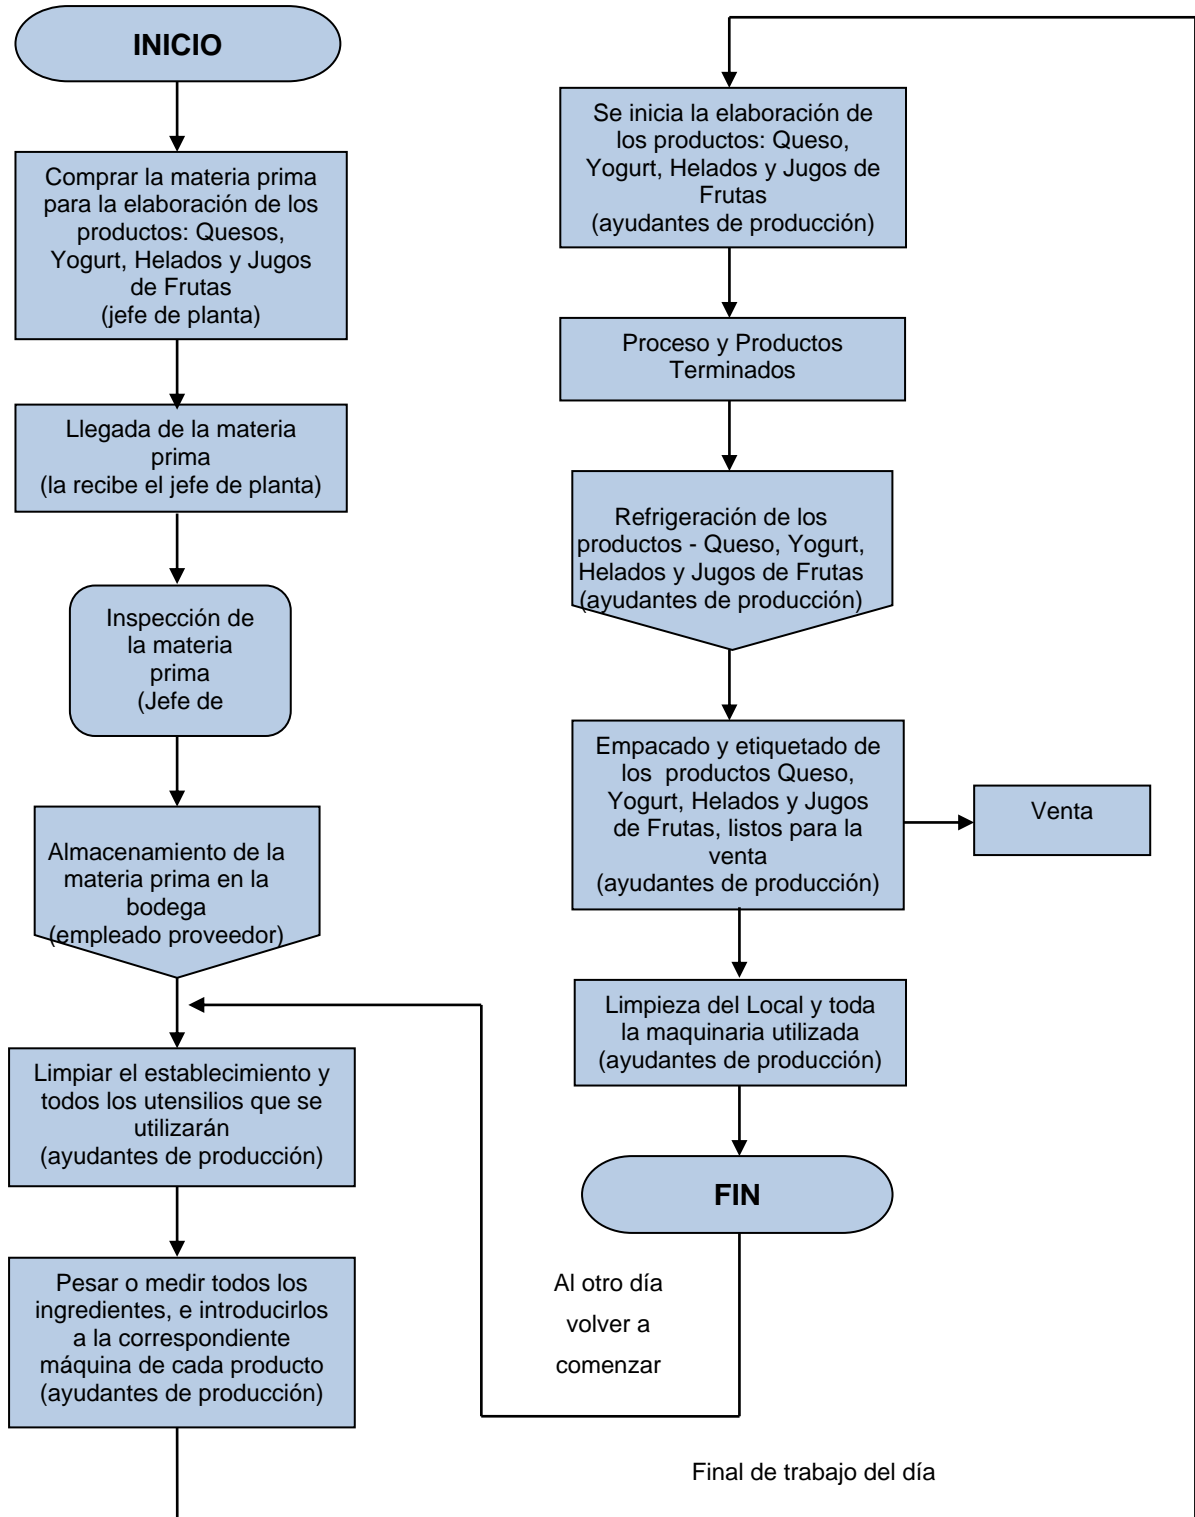 INICIO
Comprar la materia prima
para la elaboración de los
productos: Quesos,
Yogurt, Helados y Jugos
de Frutas
(jefe de planta)
Llegada de la materia
prima
(la recibe el jefe de planta)
Inspección de
la materia
prima
(Jefe de
Almacenamiento de la
materia prima en la
bodega
(empleado proveedor)
Limpiar el establecimiento y
todos los utensilios que se
utilizarán
(ayudantes de producción)
Pesar o medir todos los
ingredientes, e introducirlos
a la correspondiente
máquina de cada producto
(ayudantes de producción)
Se inicia la elaboración de
los productos: Queso,
Yogurt, Helados y Jugos de
Frutas
(ayudantes de producción)
Proceso y Productos
Terminados
Refrigeración de los
productos - Queso, Yogurt,
Helados y Jugos de Frutas
(ayudantes de producción)
Empacado y etiquetado de
los productos Queso,
Yogurt, Helados y Jugos
de Frutas, listos para la
venta
(ayudantes de producción)
Venta
Limpieza del Local y toda
la maquinaria utilizada
(ayudantes de producción)
FIN
Al otro día
volver a
comenzar
Final de trabajo del día